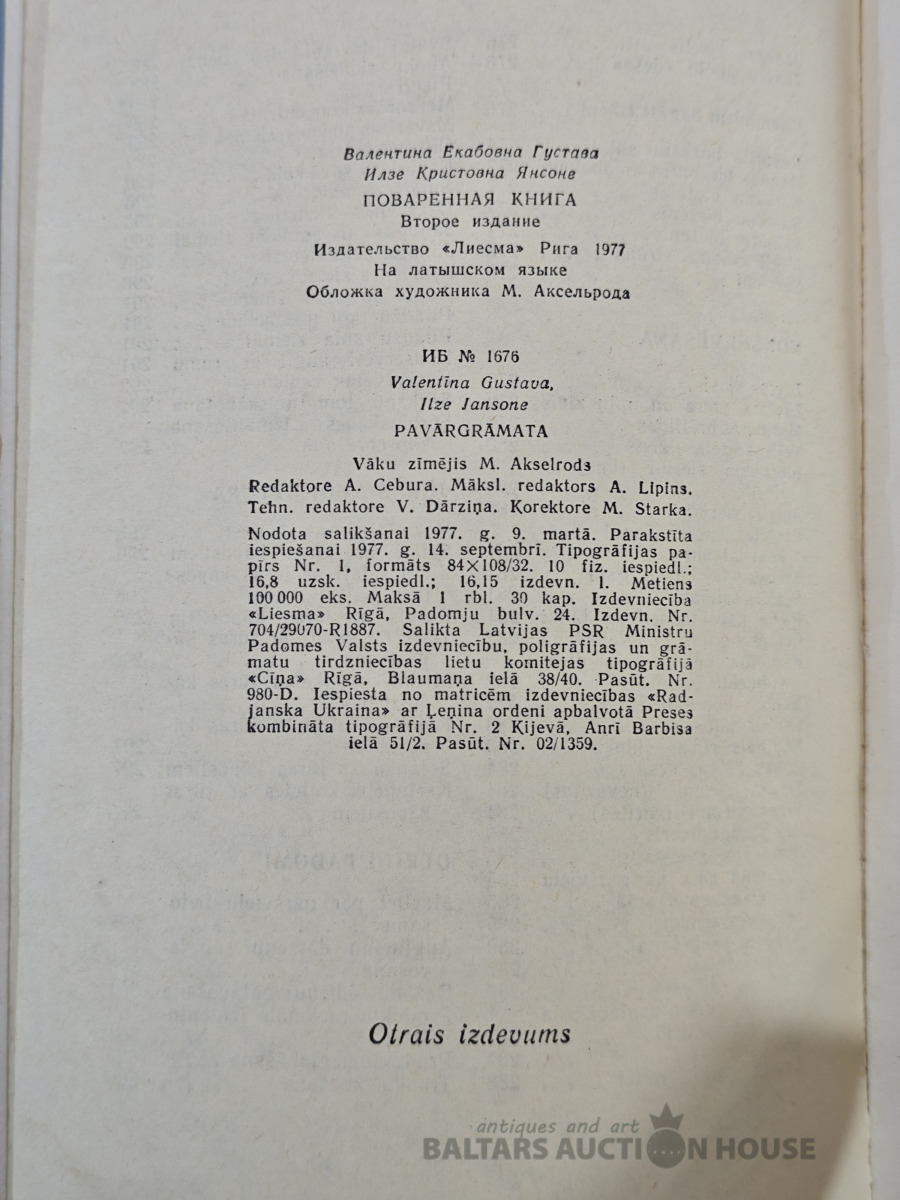 Валентина Екабовна Густава
Илзе Кристовна Янсоне
ПОВАРЕННАЯ КНИГА
Второе издание
Издательство «Лиесма» Рига 1977
На латышском языке
Обложка художника М. Аксельрода
ИБ № 1676
Valentīna Gustava,
Ilze Jansone
PAVĀRGRĀMATA
Vāku zīmējis M. Akselrods
Redaktore A. Cebura. Māksl. redaktors A. Lipins.
Tehn. redaktore V. Dārziņa. Korektore M. Starka.
Nodota salikšanai 1977. g. 9. martā. Parakstīta
iespiešanai 1977. g. 14. septembrī. Tipogrāfijas pa-
pīrs Nr. 1, formāts 84×108/32. 10 fiz. iespiedl.;
16,8 uzsk. iespiedl.; 16,15 izdevn. l. Metiens
100 000 eks. Maksā 1 rbl. 30 kap. Izdevniecība
«Liesma» Rīgā, Padomju bulv. 24. Izdevn. Nr.
704/29070-R1887. Salikta Latvijas PSR Ministru
Padomes Valsts izdevniecību, poligrāfijas un grā-
matu tirdzniecības lietu komitejas tipogrāfijā
«Cīņa» Rīgā, Blaumaņa ielā 38/40. Pasūt. Nr.
980-D. Iespiesta no matricēm izdevniecības «Rad-
janska Ukraina» ar Ļeņina ordeni apbalvotā Preses
kombināta tipogrāfijā Nr. 2 Kijevā, Anrī Barbisa
ielā 51/2. Pasūt. Nr. 02/1359.
Otrais izdevums
antiques and art
BALTARS AUCTION HOUSE